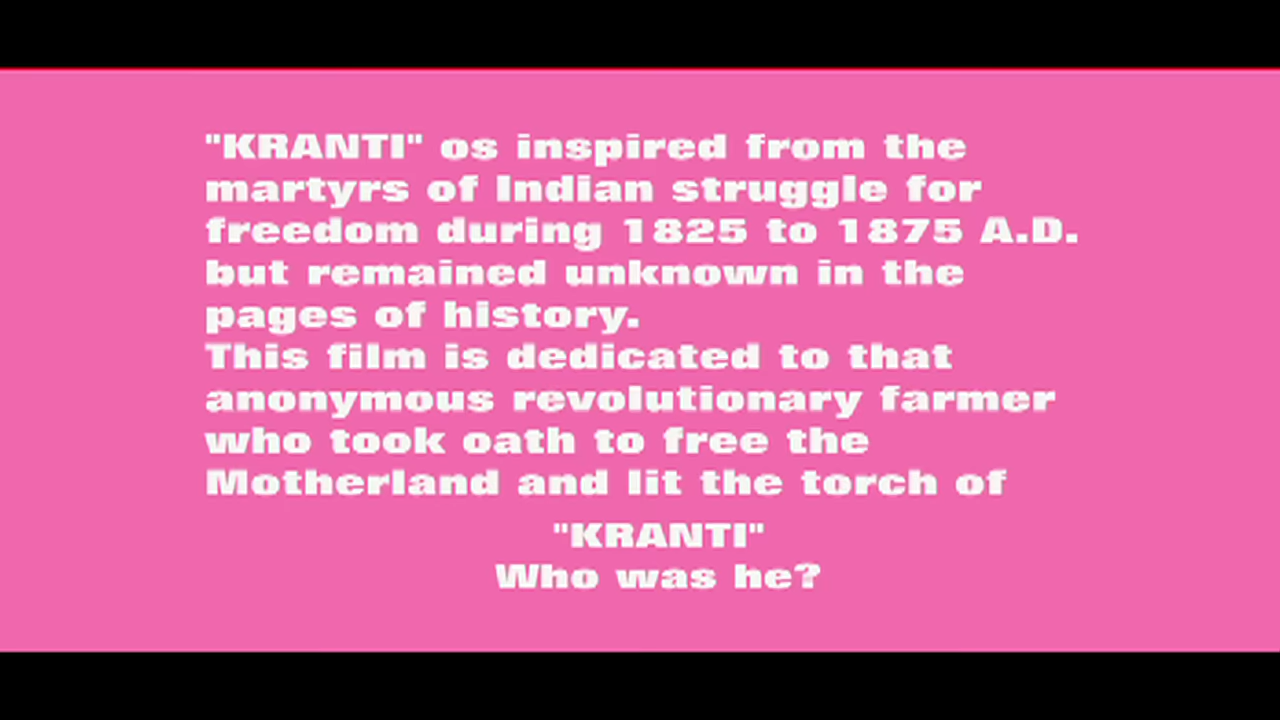 "KRANTI" os inspired from the
martyrs of Indian struggle for
freedom during 1825 to 1875 A.D.
but remained unknown in the
pages of history.
This film is dedicated to that
anonymous revolutionary farmer
who took oath to free the
Motherland and lit the torch of
"KRANTI"
Who was he?